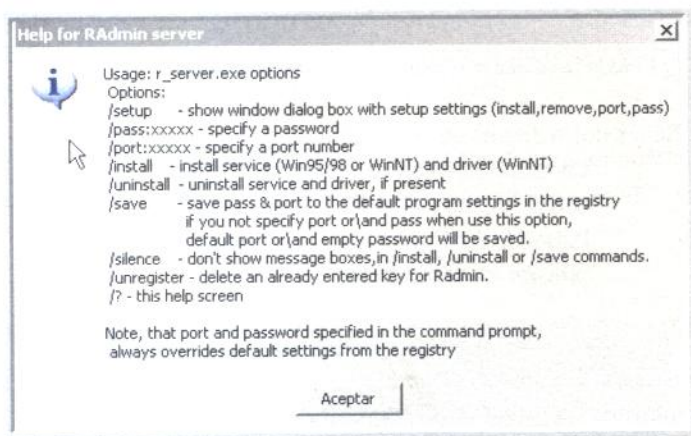 Help for RAdmin server
Usage: r_server.exe options
Options:
/setup - show window dialog box with setup settings (install,remove,port,pass)
/pass:xxxxx - specify a password
/port:xxxxx - specify a port number
/install - install service (Win95/98 or WinNT) and driver (WinNT)
/uninstall - uninstall service and driver, if present
/save - save pass & port to the default program settings in the registry
if you not specify port or\and pass when use this option,
default port or\and empty password will be saved.
/silence - don't show message boxes,in /install, /uninstall or /save commands.
/unregister - delete an already entered key for Radmin.
/? - this help screen
Note, that port and password specified in the command prompt,
always overrides default settings from the registry
Aceptar